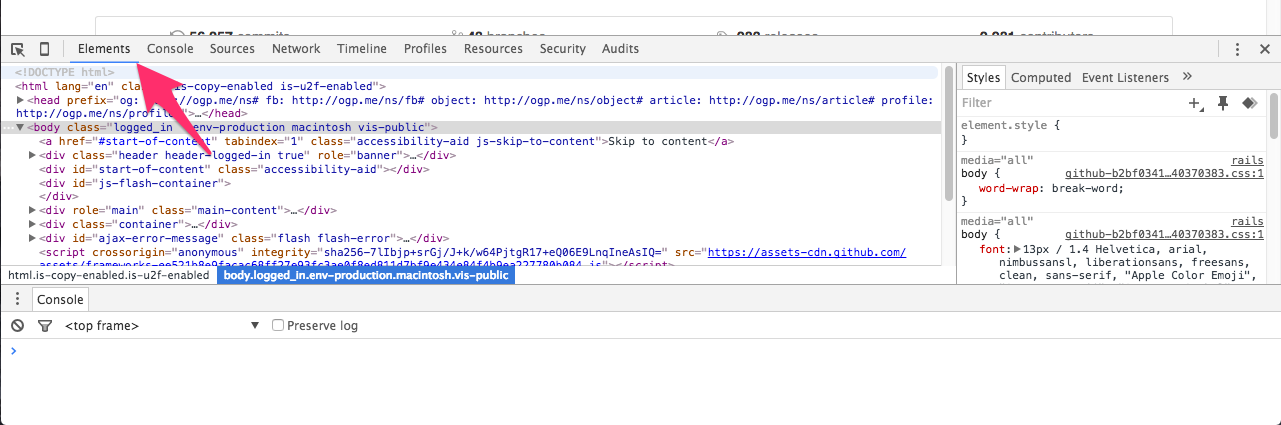 commits branches releases contributors
Elements Console Sources Network Timeline Profiles Resources Security Audits
<!DOCTYPE html>
<html lang="en" is-copy-enabled is-u2f-enabled">
<head prefix="og: //ogp.me/ns# fb: http://ogp.me/ns/fb# object: http://ogp.me/ns/object# article: http://ogp.me/ns/article# profile:
http://ogp.me/ns/profile ">…</head>
<body class="logged_in env-production macintosh vis-public">
<a href="#start-of-content" tabindex="1" class="accessibility-aid js-skip-to-content">Skip to content</a>
<div class="header header-logged-in true" role="banner">…</div>
<div id="start-of-content" class="accessibility-aid"></div>
<div id="js-flash-container">
</div>
<div role="main" class="main-content">…</div>
<div class="container">…</div>
<div id="ajax-error-message" class="flash flash-error">…</div>
<script crossorigin="anonymous" integrity="sha256-7lIbjp+srGj/J+k/w64PjtgR17+eQ06E9LnqIneAsIQ=" src="https://assets-cdn.github.com/
html.is-copy-enabled.is-u2f-enabled body.logged_in.env-production.macintosh.vis-public
Styles Computed Event Listeners »
Filter
element.style {
}
media="all" rails
body { github-b2bf0341…40370383.css:1
word-wrap: break-word;
}
media="all" rails
body { github-b2bf0341…40370383.css:1
font: 13px / 1.4 Helvetica, arial,
nimbussansl, liberationsans, freesans,
clean, sans-serif, "Apple Color Emoji",
Console
<top frame> Preserve log